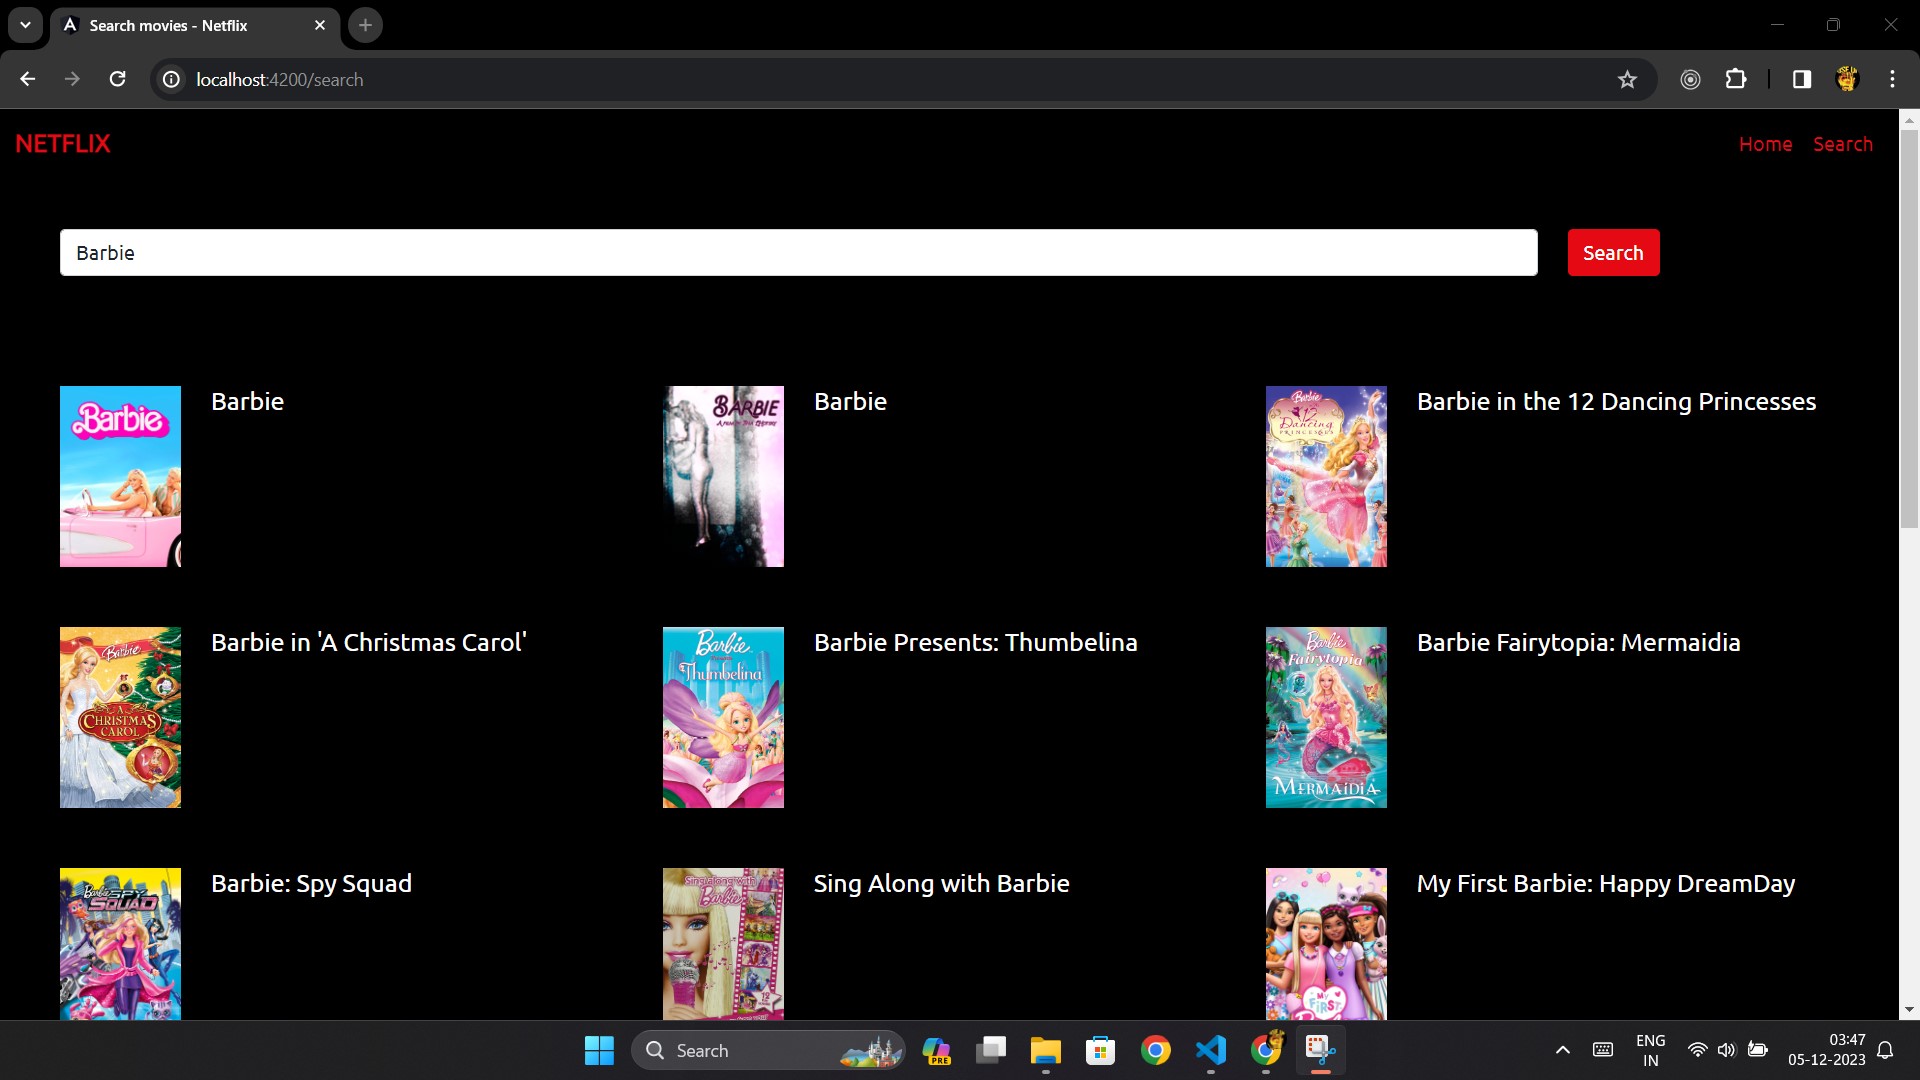 Search movies - Netflix
localhost:4200/search
NETFLIX
Home Search
Barbie
Search
Barbie
Barbie
Barbie in the 12 Dancing Princesses
Barbie
BARBIE
Barbie
12
Dancing
PRINCESSES
Barbie in 'A Christmas Carol'
Barbie Presents: Thumbelina
Barbie Fairytopia: Mermaidia
Barbie
A
CHRISTMAS
CAROL
Barbie
Thumbelina
Barbie
Fairytopia
MERMAIDIA
Barbie: Spy Squad
Sing Along with Barbie
My First Barbie: Happy DreamDay
Barbie SPY
SQUAD
Sing Along with
Barbie
MY
FIRST
Search
PRE
ENG
IN
03:47
05-12-2023